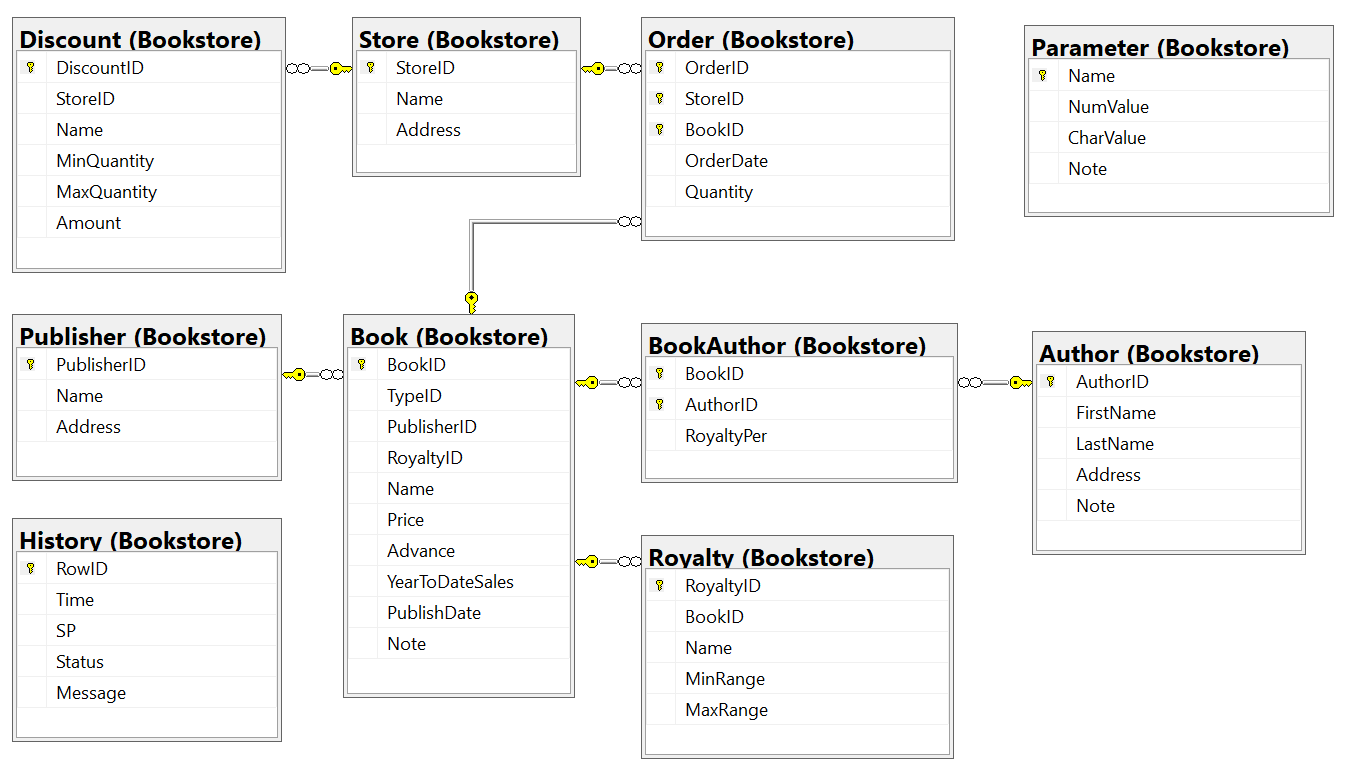 Discount (Bookstore)
DiscountID
StoreID
Name
MinQuantity
MaxQuantity
Amount
Store (Bookstore)
StoreID
Name
Address
Order (Bookstore)
OrderID
StoreID
BookID
OrderDate
Quantity
Parameter (Bookstore)
Name
NumValue
CharValue
Note
Publisher (Bookstore)
PublisherID
Name
Address
Book (Bookstore)
BookID
TypeID
PublisherID
RoyaltyID
Name
Price
Advance
YearToDateSales
PublishDate
Note
BookAuthor (Bookstore)
BookID
AuthorID
RoyaltyPer
Author (Bookstore)
AuthorID
FirstName
LastName
Address
Note
History (Bookstore)
RowID
Time
SP
Status
Message
Royalty (Bookstore)
RoyaltyID
BookID
Name
MinRange
MaxRange